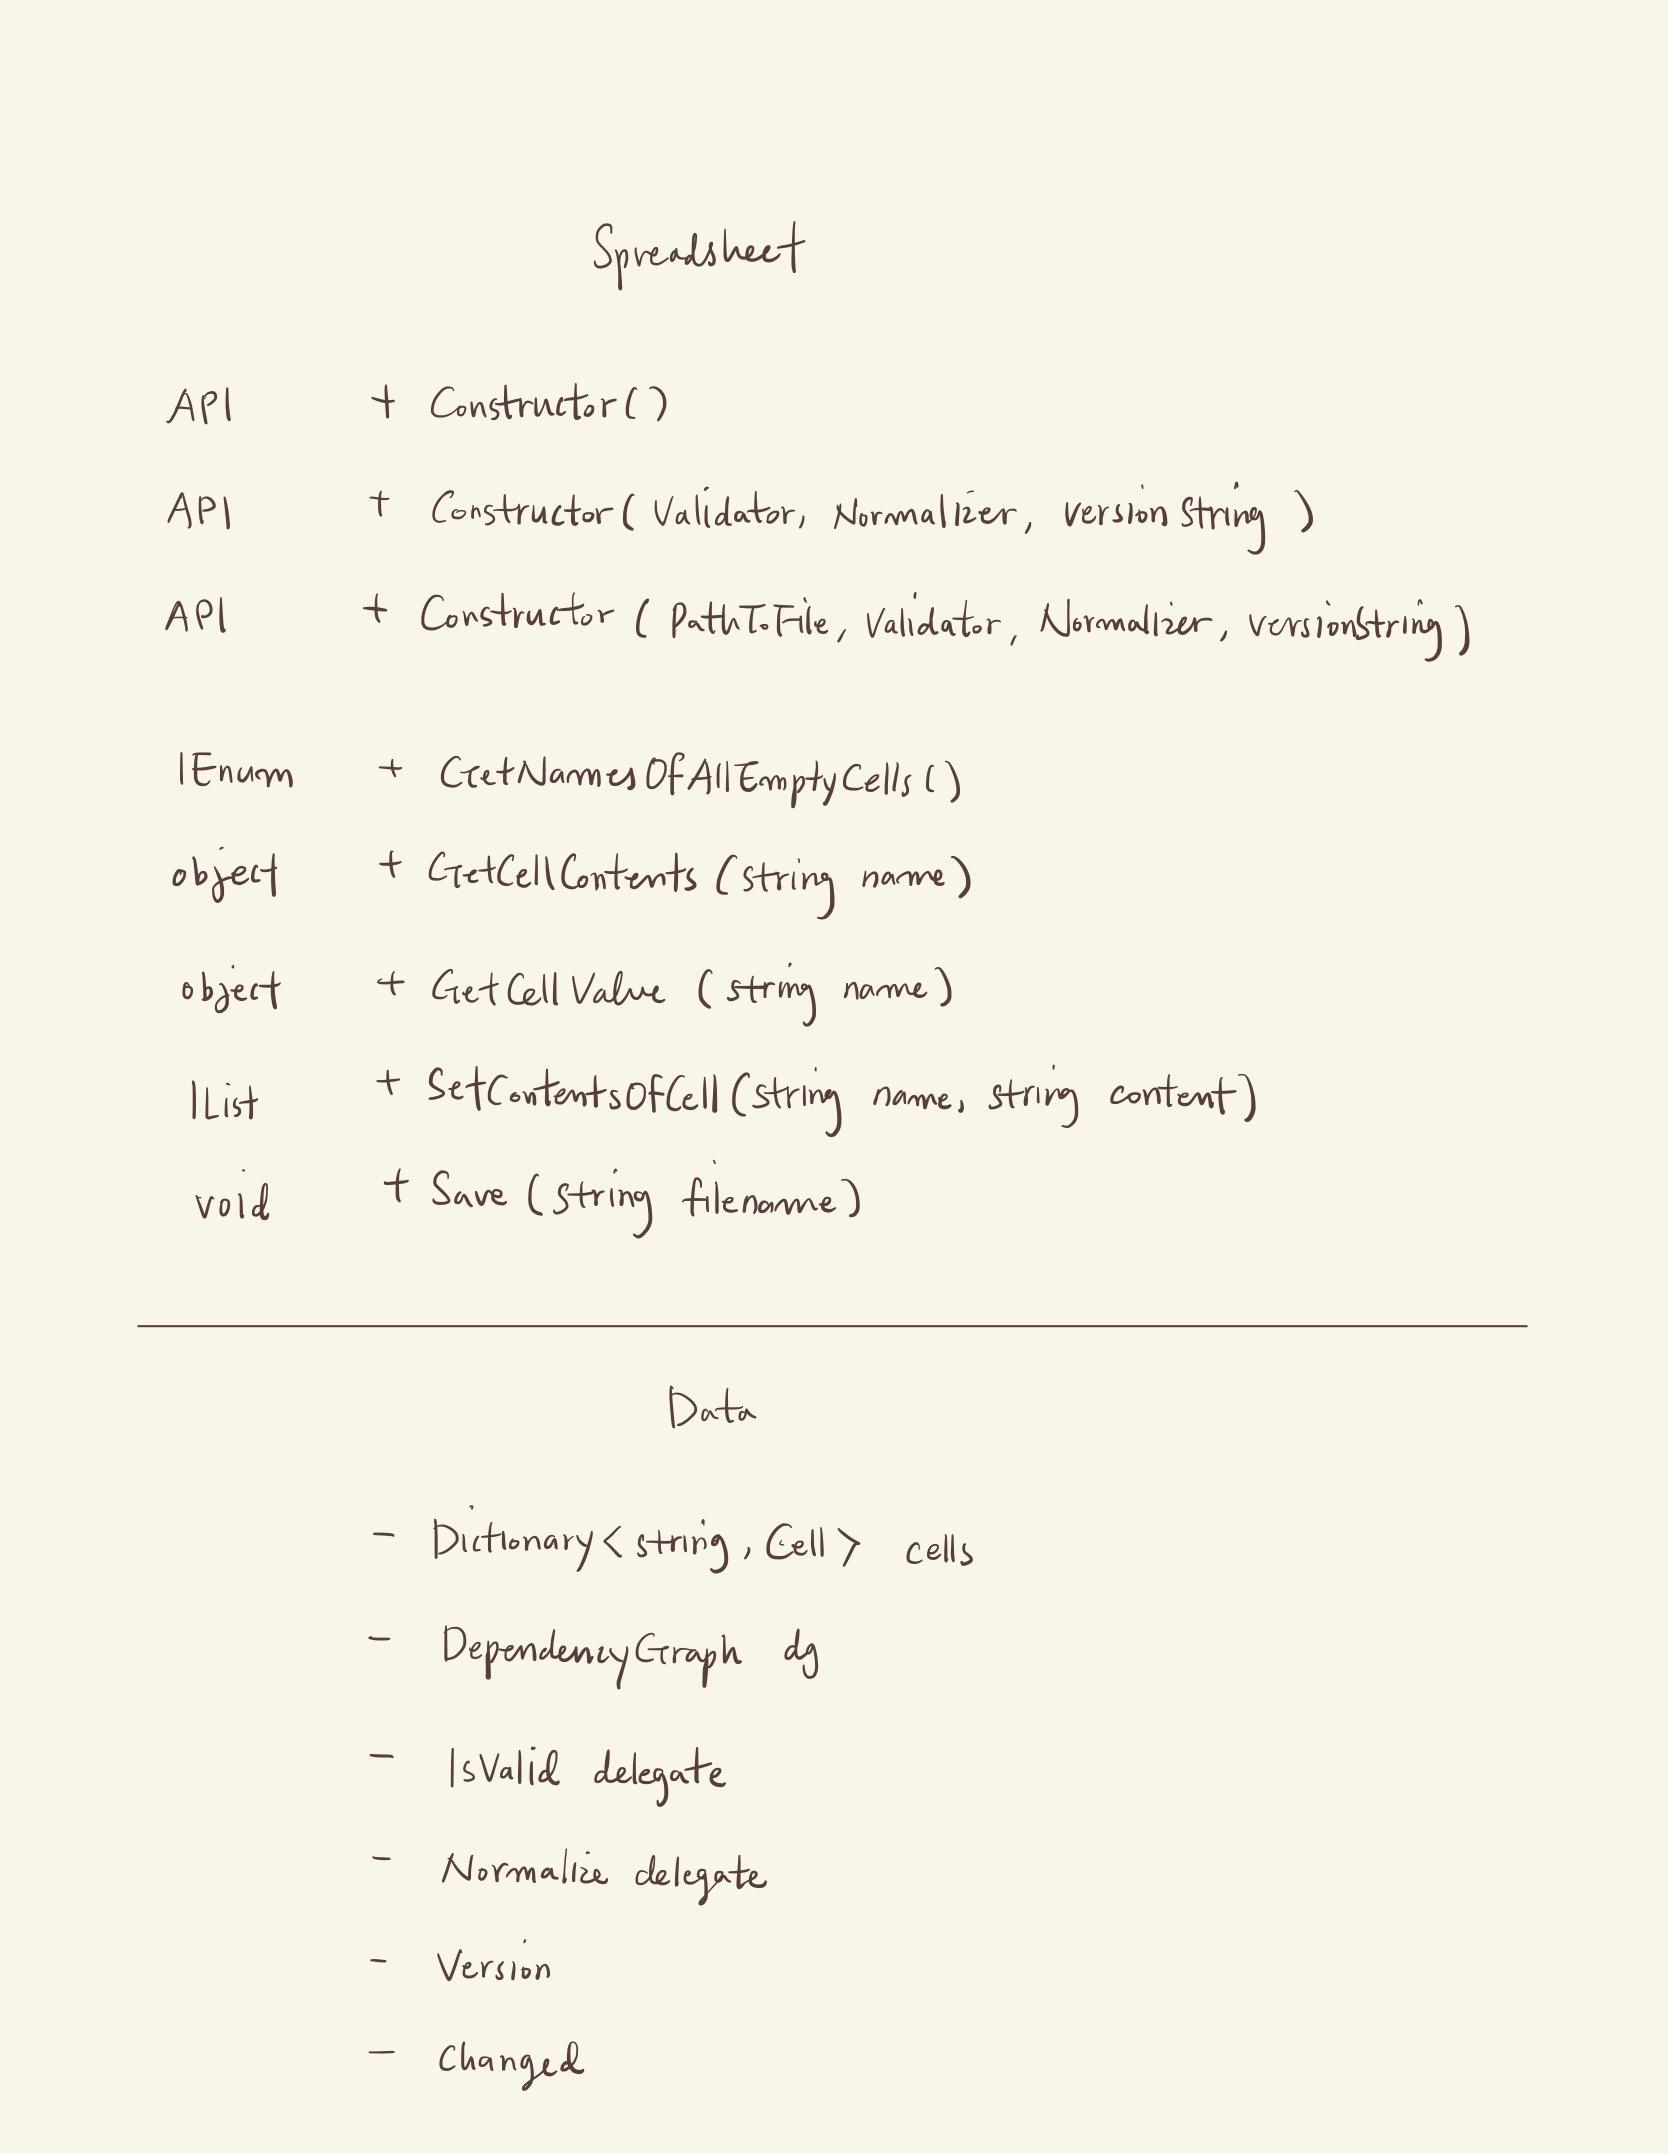 Spreadsheet
API + Constructor()
API + Constructor(Validator, Normalizer, versionString)
API + Constructor (PathToFile, Validator, Normalizer, versionString)
IEnum + GetNamesOfAllEmptyCells()
object + GetCellContents (string name)
object + GetCellValue (string name)
IList + SetContentsOfCell(string name, string content)
void + Save (string filename)
Data
- Dictionary<string, Cell> cells
- DependencyGraph dg
- IsValid delegate
- Normalize delegate
- Version
- Changed